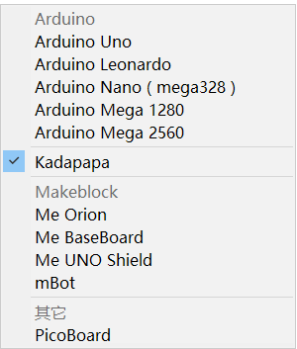 Arduino
Arduino Uno
Arduino Leonardo
Arduino Nano ( mega328 )
Arduino Mega 1280
Arduino Mega 2560
Kadapapa
Makeblock
Me Orion
Me BaseBoard
Me UNO Shield
mBot
其它
PicoBoard